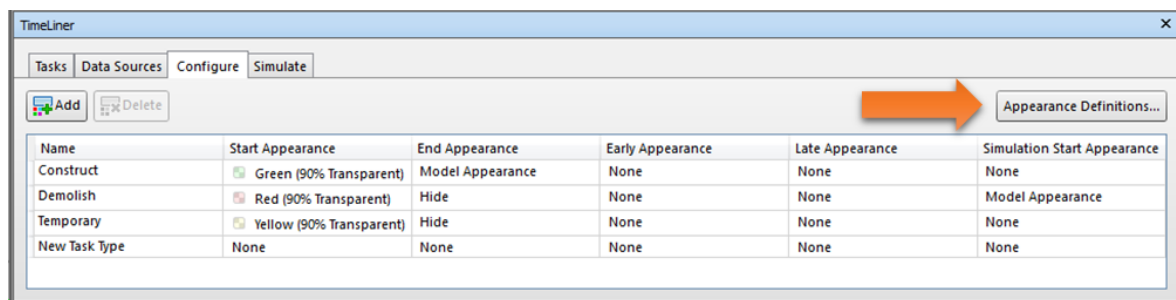 TimeLiner
Tasks Data Sources Configure Simulate
Add Delete Appearance Definitions...
Name Start Appearance End Appearance Early Appearance Late Appearance Simulation Start Appearance
Construct Green (90% Transparent) Model Appearance None None None
Demolish Red (90% Transparent) Hide None None Model Appearance
Temporary Yellow (90% Transparent) Hide None None None
New Task Type None None None None None